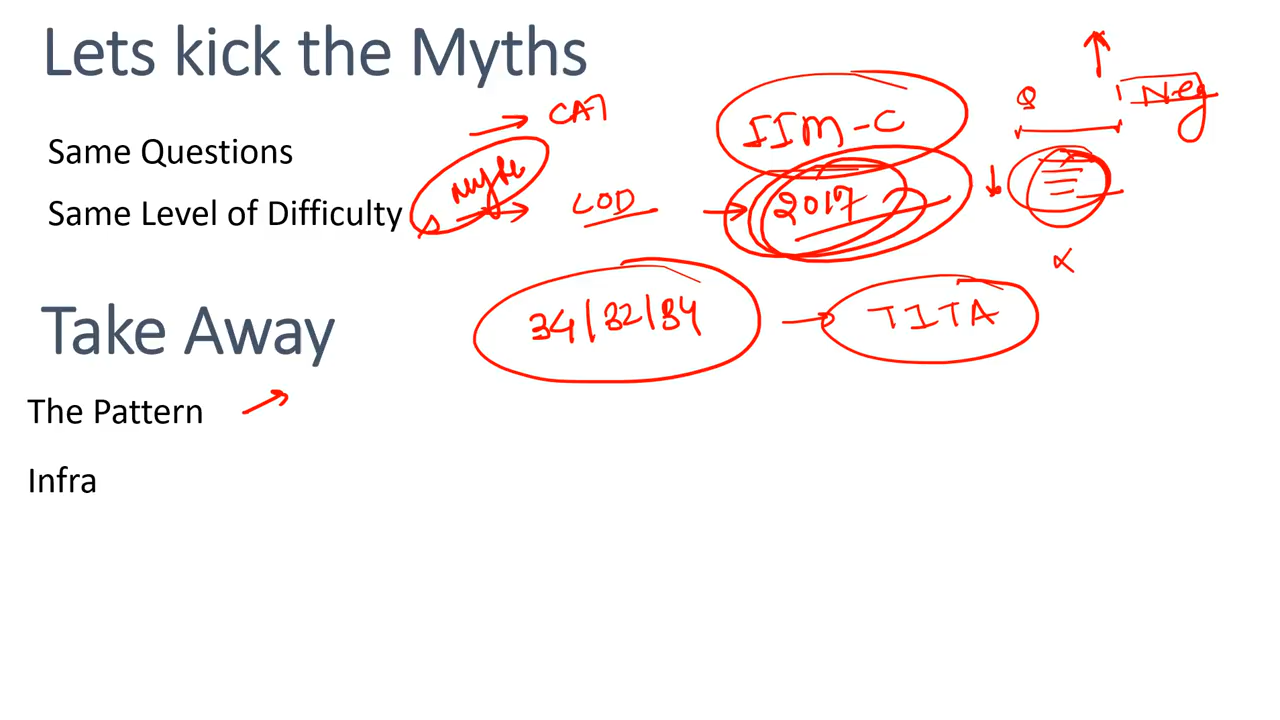 Lets kick the Myths
Same Questions
CAT
IIM-C
Q
Neg
Same Level of Difficulty
LOD
2017
Take Away
34/32/34
TITA
The Pattern
Infra